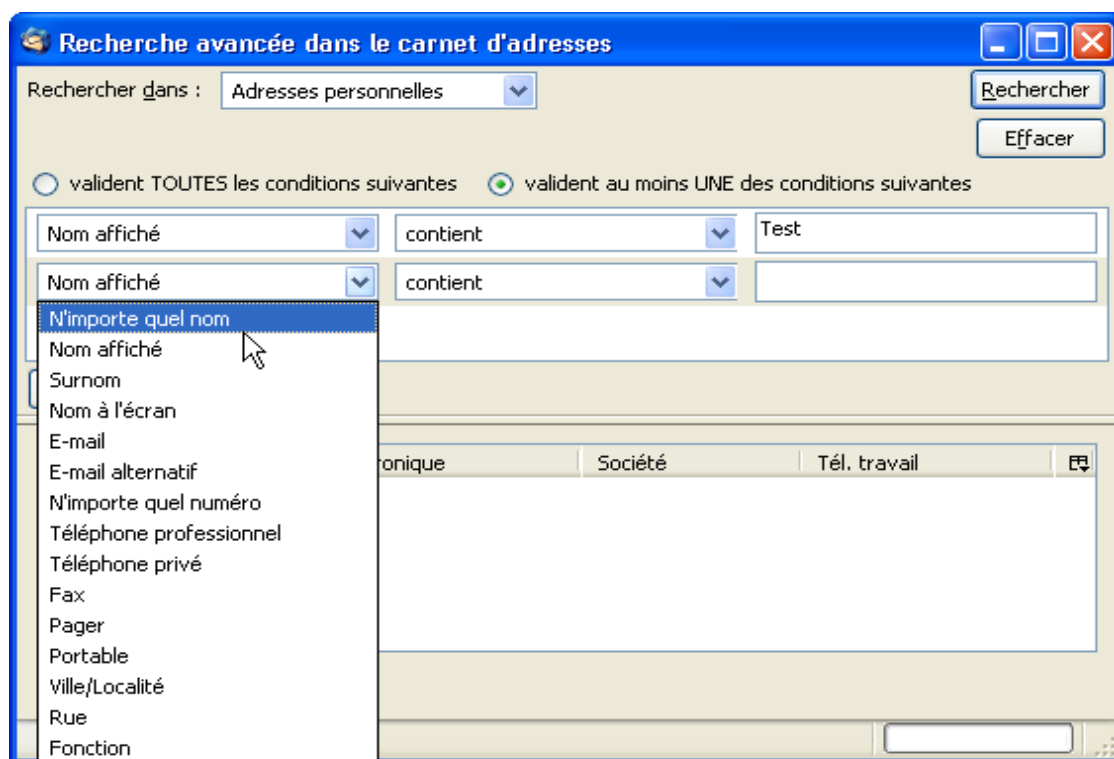 Recherche avancée dans le carnet d'adresses
Rechercher dans : Adresses personnelles Rechercher
Effacer
valident TOUTES les conditions suivantes valident au moins UNE des conditions suivantes
Nom affiché contient Test
Nom affiché contient
N'importe quel nom
Nom affiché
Surnom
Nom à l'écran
E-mail
ronique Société Tél. travail
E-mail alternatif
N'importe quel numéro
Téléphone professionnel
Téléphone privé
Fax
Pager
Portable
Ville/Localité
Rue
Fonction